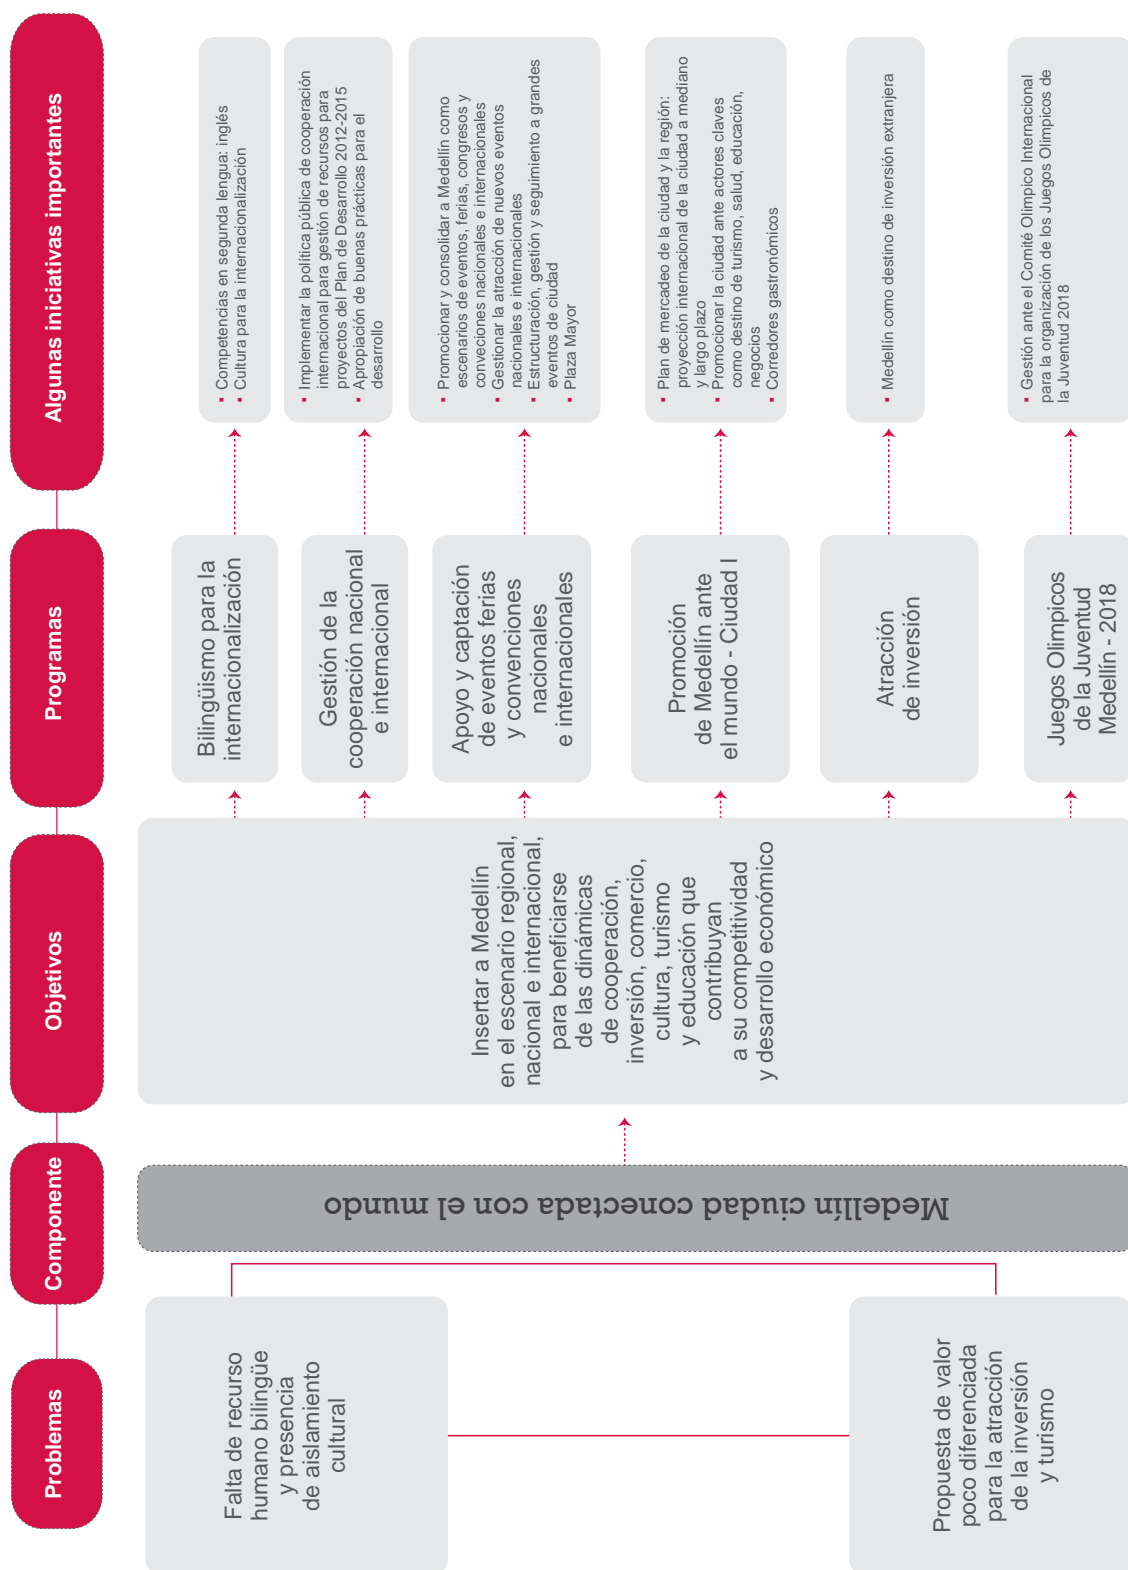 Problemas
Componente
Objetivos
Programas
Algunas iniciativas importantes
Falta de recurso
humano bilingüe
y presencia
de aislamiento
cultural
Propuesta de valor
poco diferenciada
para la atracción
de la inversión
y turismo
Medellín ciudad conectada con el mundo
Insertar a Medellín
en el escenario regional,
nacional e internacional,
para beneficiarse
de las dinámicas
de cooperación,
inversión, comercio,
cultura, turismo
y educación que
contribuyan
a su competitividad
y desarrollo económico
Bilingüismo para la
internacionalización
▪ Competencias en segunda lengua: inglés
▪ Cultura para la internacionalización
Gestión de la
cooperación nacional
e internacional
▪ Implementar la política pública de cooperación
internacional para gestión de recursos para
proyectos del Plan de Desarrollo 2012-2015
▪ Apropiación de buenas prácticas para el
desarrollo
Apoyo y captación
de eventos ferias
y convenciones
nacionales
e internacionales
▪ Promocionar y consolidar a Medellín como
escenarios de eventos, ferias, congresos y
conveciones nacionales e internacionales
▪ Gestionar la atracción de nuevos eventos
nacionales e internacionales
▪ Estructuración, gestión y seguimiento a grandes
eventos de ciudad
▪ Plaza Mayor
Promoción
de Medellín ante
el mundo - Ciudad I
▪ Plan de mercadeo de la ciudad y la región:
proyección internacional de la ciudad a mediano
y largo plazo
▪ Promocionar la ciudad ante actores claves
como destino de turismo, salud, educación,
negocios
▪ Corredores gastronómicos
Atracción
de inversión
▪ Medellín como destino de inversión extranjera
Juegos Olimpicos
de la Juventud
Medellín - 2018
▪ Gestión ante el Comité Olimpico Internacional
para la organización de los Juegos Olimpicos de
la Juventud 2018